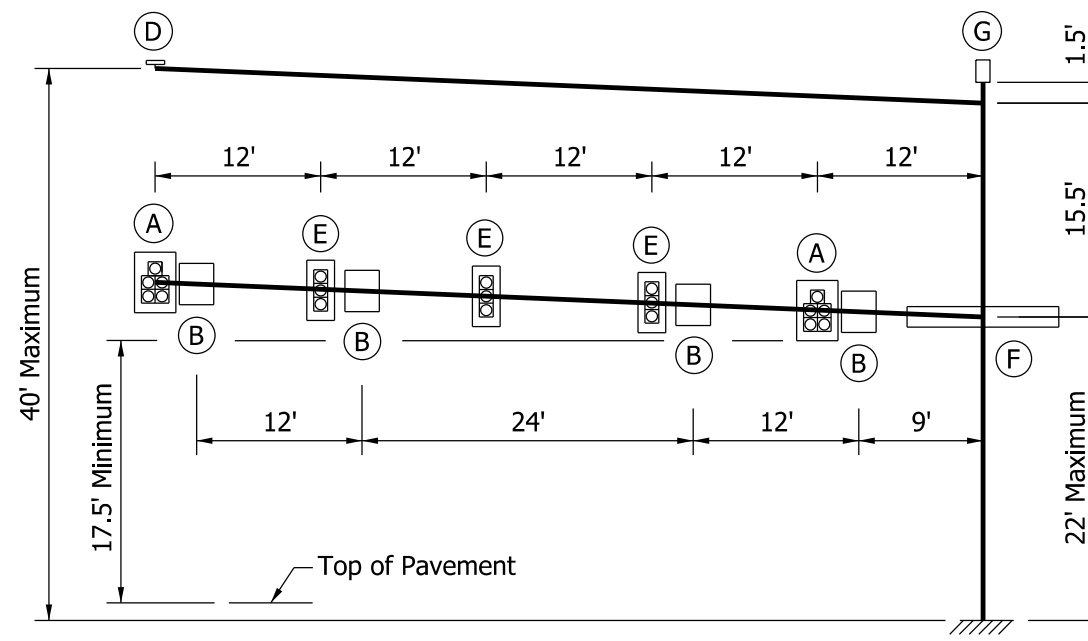 D
G
1.5'
12'
12'
12'
12'
12'
15.5'
A
E
E
E
A
B
B
B
B
F
40' Maximum
17.5' Minimum
12'
24'
12'
9'
22' Maximum
Top of Pavement